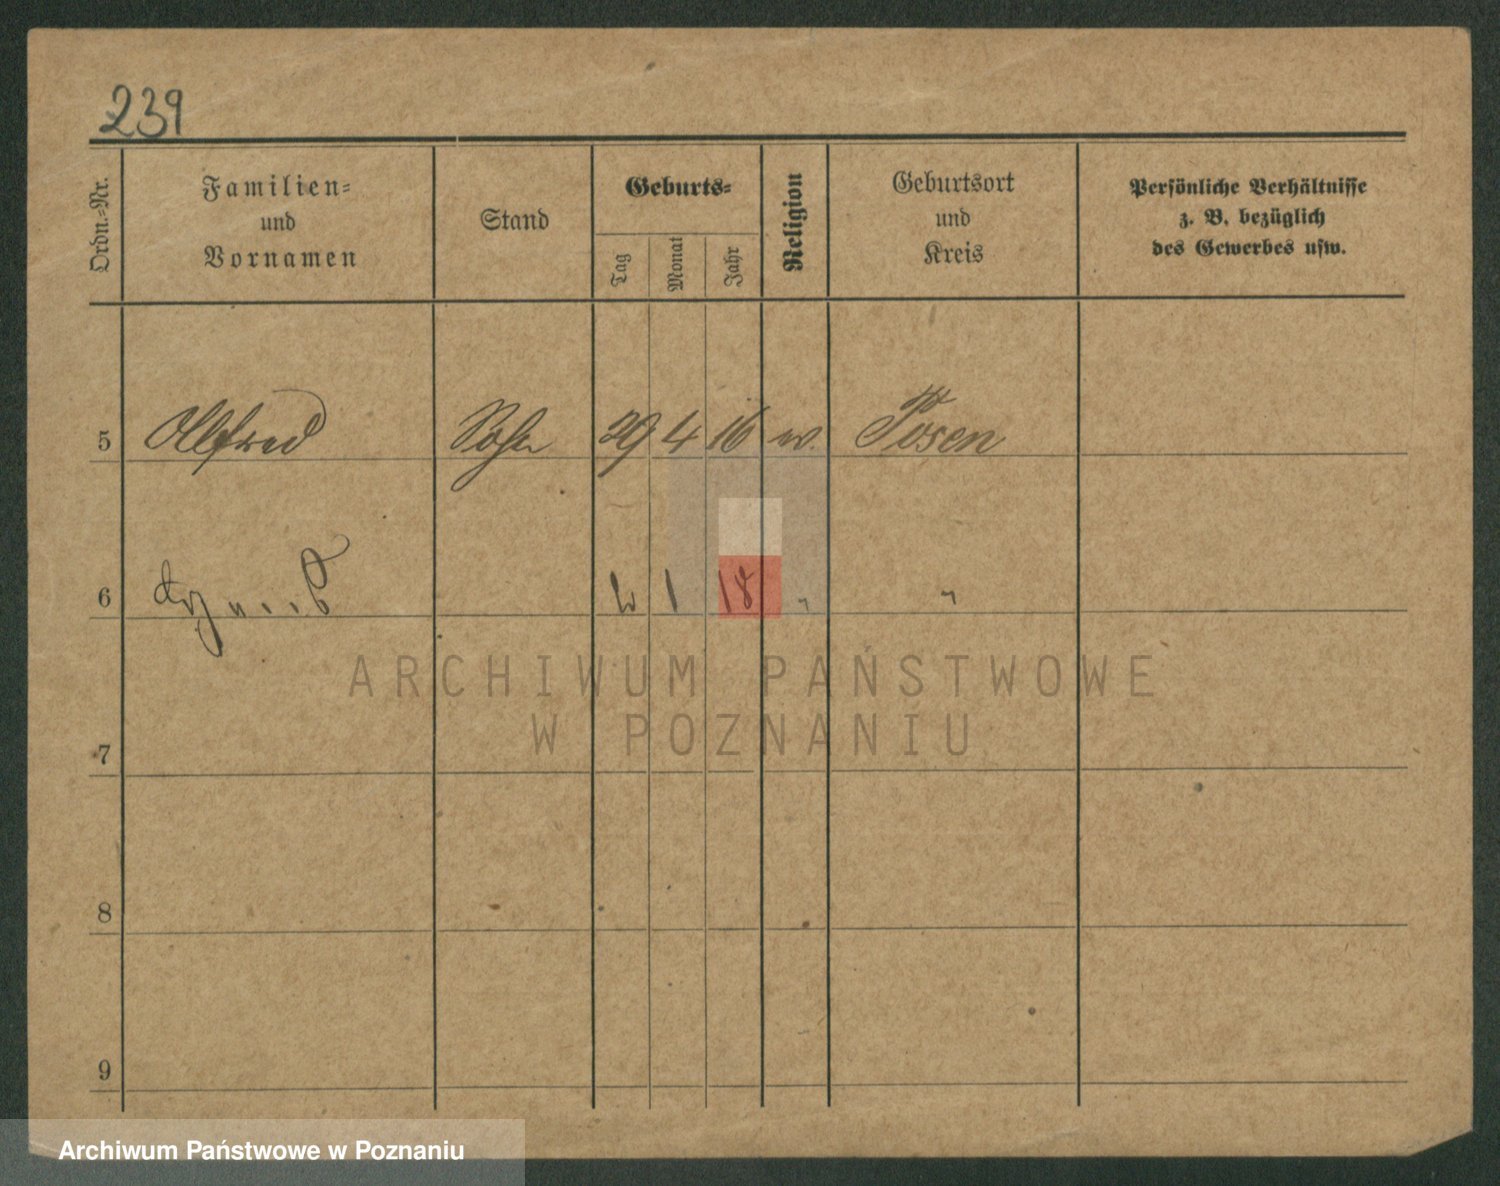 239
Ordn.-Nr.
Familien-
und
Vornamen
Stand
Geburts-
Tag
Monat
Jahr
Religion
Geburtsort
und
Kreis
Persönliche Verhältnisse
z. B. bezüglich
des Gewerbes usw.
5 Alfred Sohn 29 4 16 Posen
6 1 18 " "
ARCHIWUM PAŃSTWOWE
W POZNANIU
7
8
9
Archiwum Państwowe w Poznaniu